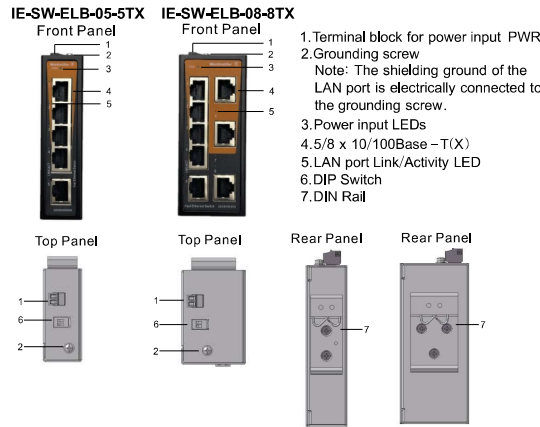 IE-SW-ELB-05-5TX IE-SW-ELB-08-8TX
Front Panel Front Panel
1
2
3
4
5
1
2
3
4
5
1.Terminal block for power input PWR
2.Grounding screw
Note: The shielding ground of the
LAN port is electrically connected to
the grounding screw.
3.Power input LEDs
4.5/8 x 10/100Base-T(X)
5.LAN port Link/Activity LED
6.DIP Switch
7.DIN Rail
Top Panel Top Panel Rear Panel Rear Panel
1
6
2
1
6
2
7
7